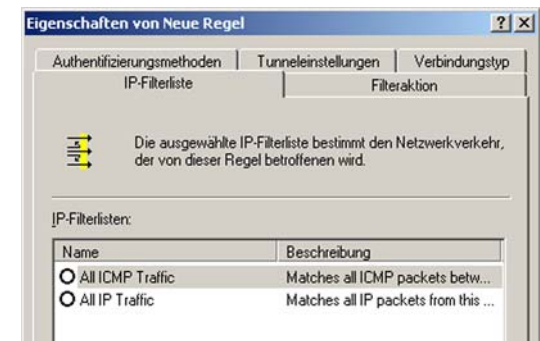 Eigenschaften von Neue Regel
Authentifizierungsmethoden Tunneleinstellungen Verbindungstyp
IP-Filterliste Filteraktion
Die ausgewählte IP-Filterliste bestimmt den Netzwerkverkehr,
der von dieser Regel betroffenen wird.
IP-Filterlisten:
Name Beschreibung
All ICMP Traffic Matches all ICMP packets betw...
All IP Traffic Matches all IP packets from this ...